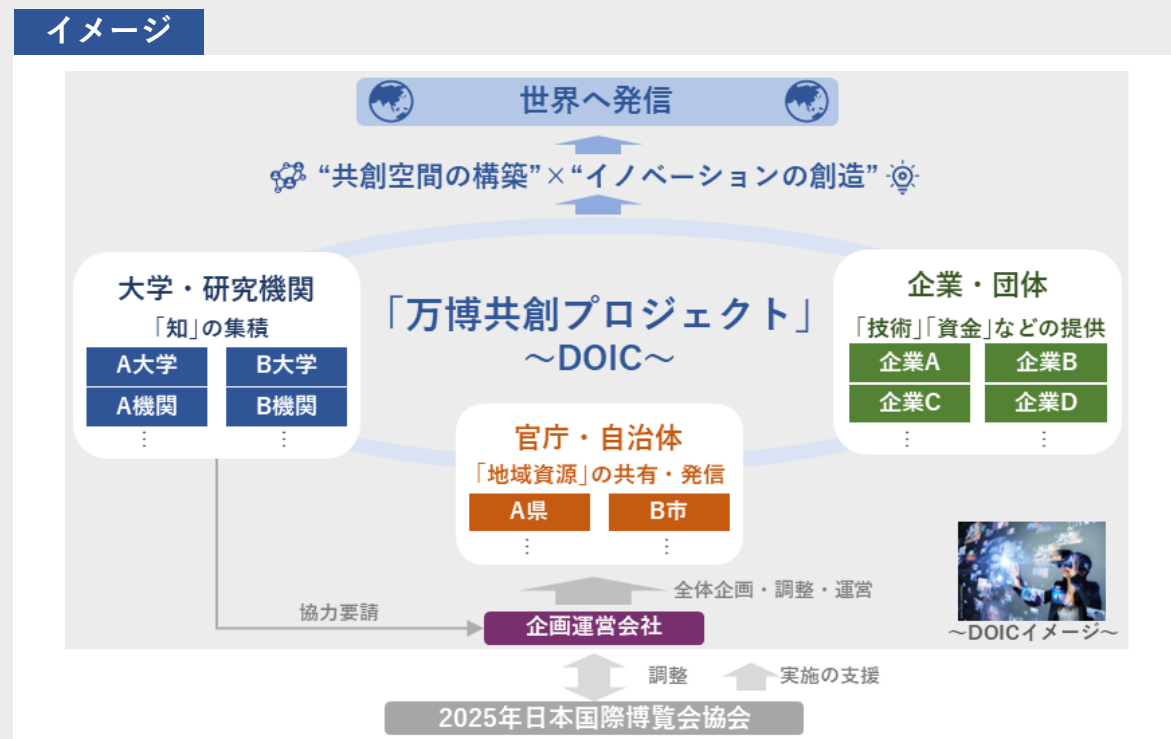 イメージ
世界へ発信
“共創空間の構築”×“イノベーションの創造”
大学・研究機関
「知」の集積
A大学 B大学
A機関 B機関
⋮ ⋮
「万博共創プロジェクト」
～DOIC～
企業・団体
「技術」「資金」などの提供
企業A 企業B
企業C 企業D
⋮ ⋮
官庁・自治体
「地域資源」の共有・発信
A県 B市
⋮ ⋮
全体企画・調整・運営
協力要請
企画運営会社
～DOICイメージ～
調整 実施の支援
2025年日本国際博覧会協会